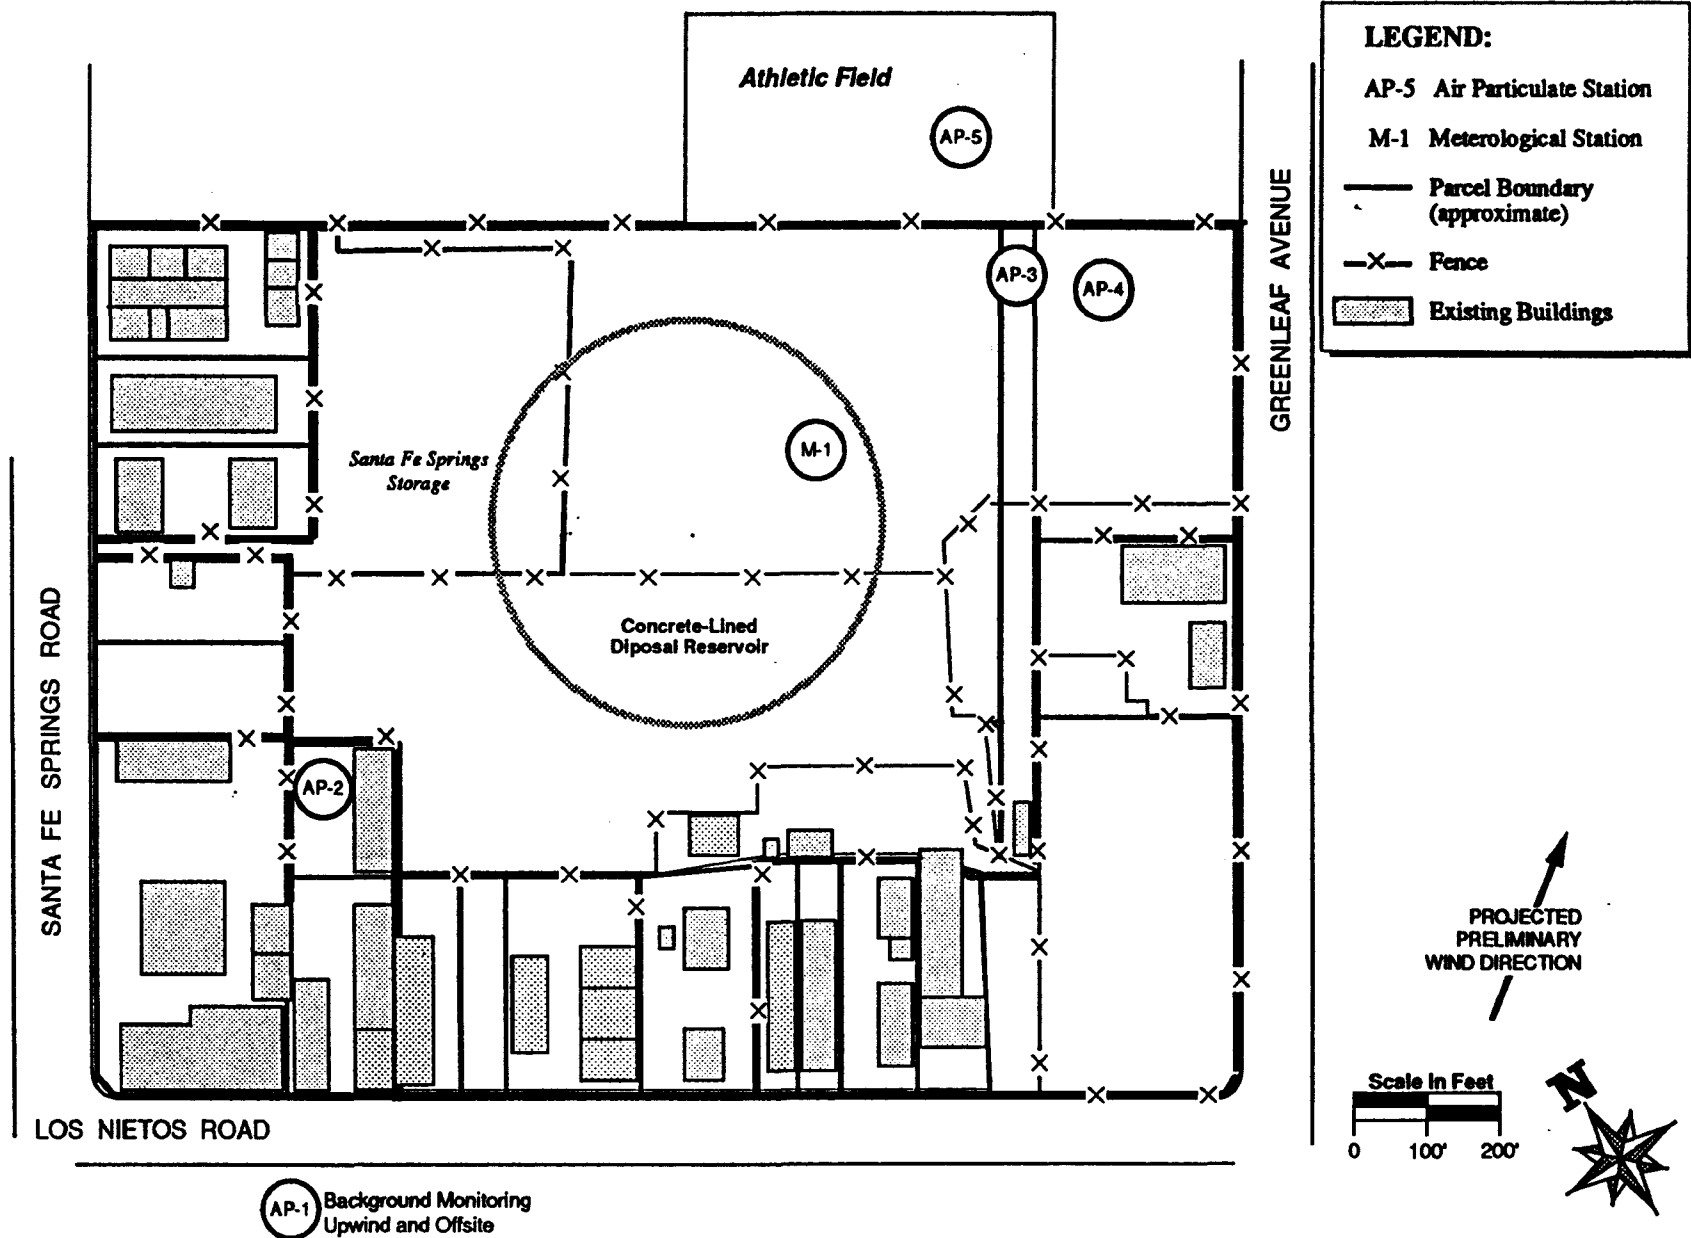 LEGEND:
AP-5 Air Particulate Station
M-1 Meterological Station
Parcel Boundary
(approximate)
Fence
Existing Buildings
Athletic Field
AP-5
AP-3
AP-4
GREENLEAF AVENUE
M-1
Santa Fe Springs
Storage
Concrete-Lined
Diposal Reservoir
SANTA FE SPRINGS ROAD
AP-2
PROJECTED
PRELIMINARY
WIND DIRECTION
N
Scale In Feet
0 100' 200'
LOS NIETOS ROAD
AP-1 Background Monitoring
Upwind and Offsite